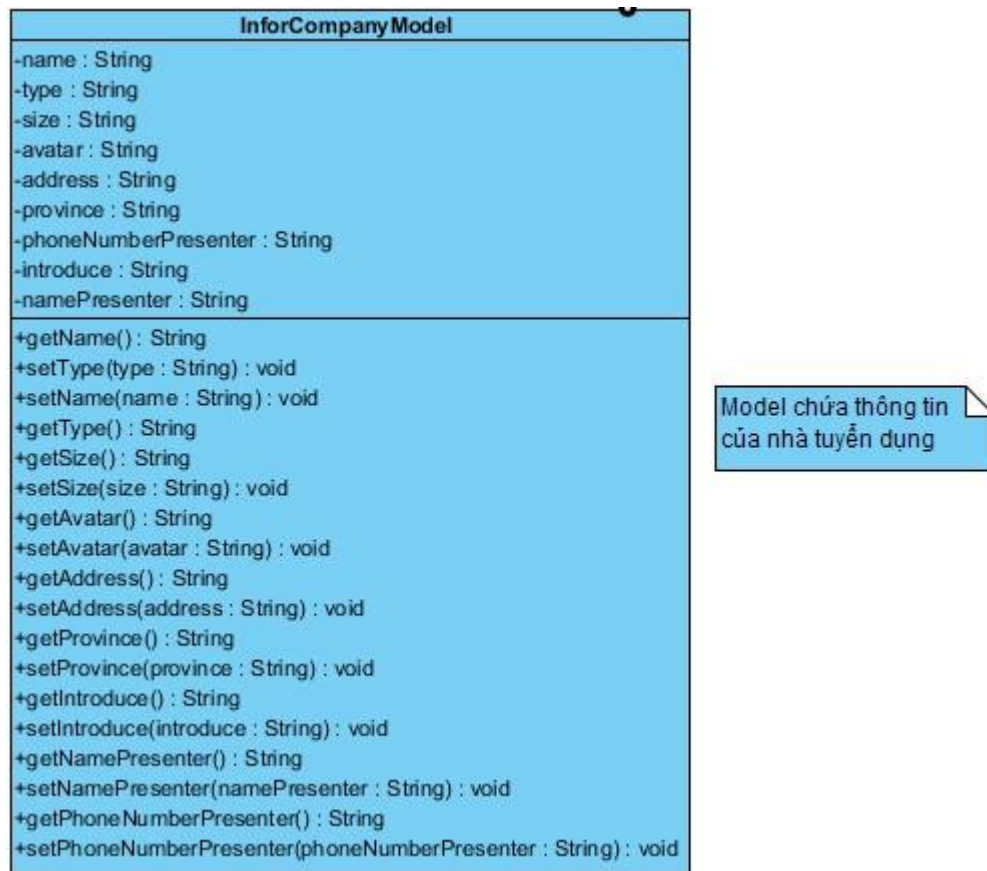 InforCompanyModel
-name : String
-type : String
-size : String
-avatar : String
-address : String
-province : String
-phoneNumberPresenter : String
-introduce : String
-namePresenter : String
+getName() : String
+setType(type : String) : void
+setName(name : String) : void
+getType() : String
+getSize() : String
+setSize(size : String) : void
+getAvatar() : String
+setAvatar(avatar : String) : void
+getAddress() : String
+setAddress(address : String) : void
+getProvince() : String
+setProvince(province : String) : void
+getIntroduce() : String
+setIntroduce(introduce : String) : void
+getNamePresenter() : String
+setNamePresenter(namePresenter : String) : void
+getPhoneNumberPresenter() : String
+setPhoneNumberPresenter(phoneNumberPresenter : String) : void
Model chứa thông tin
của nhà tuyển dụng